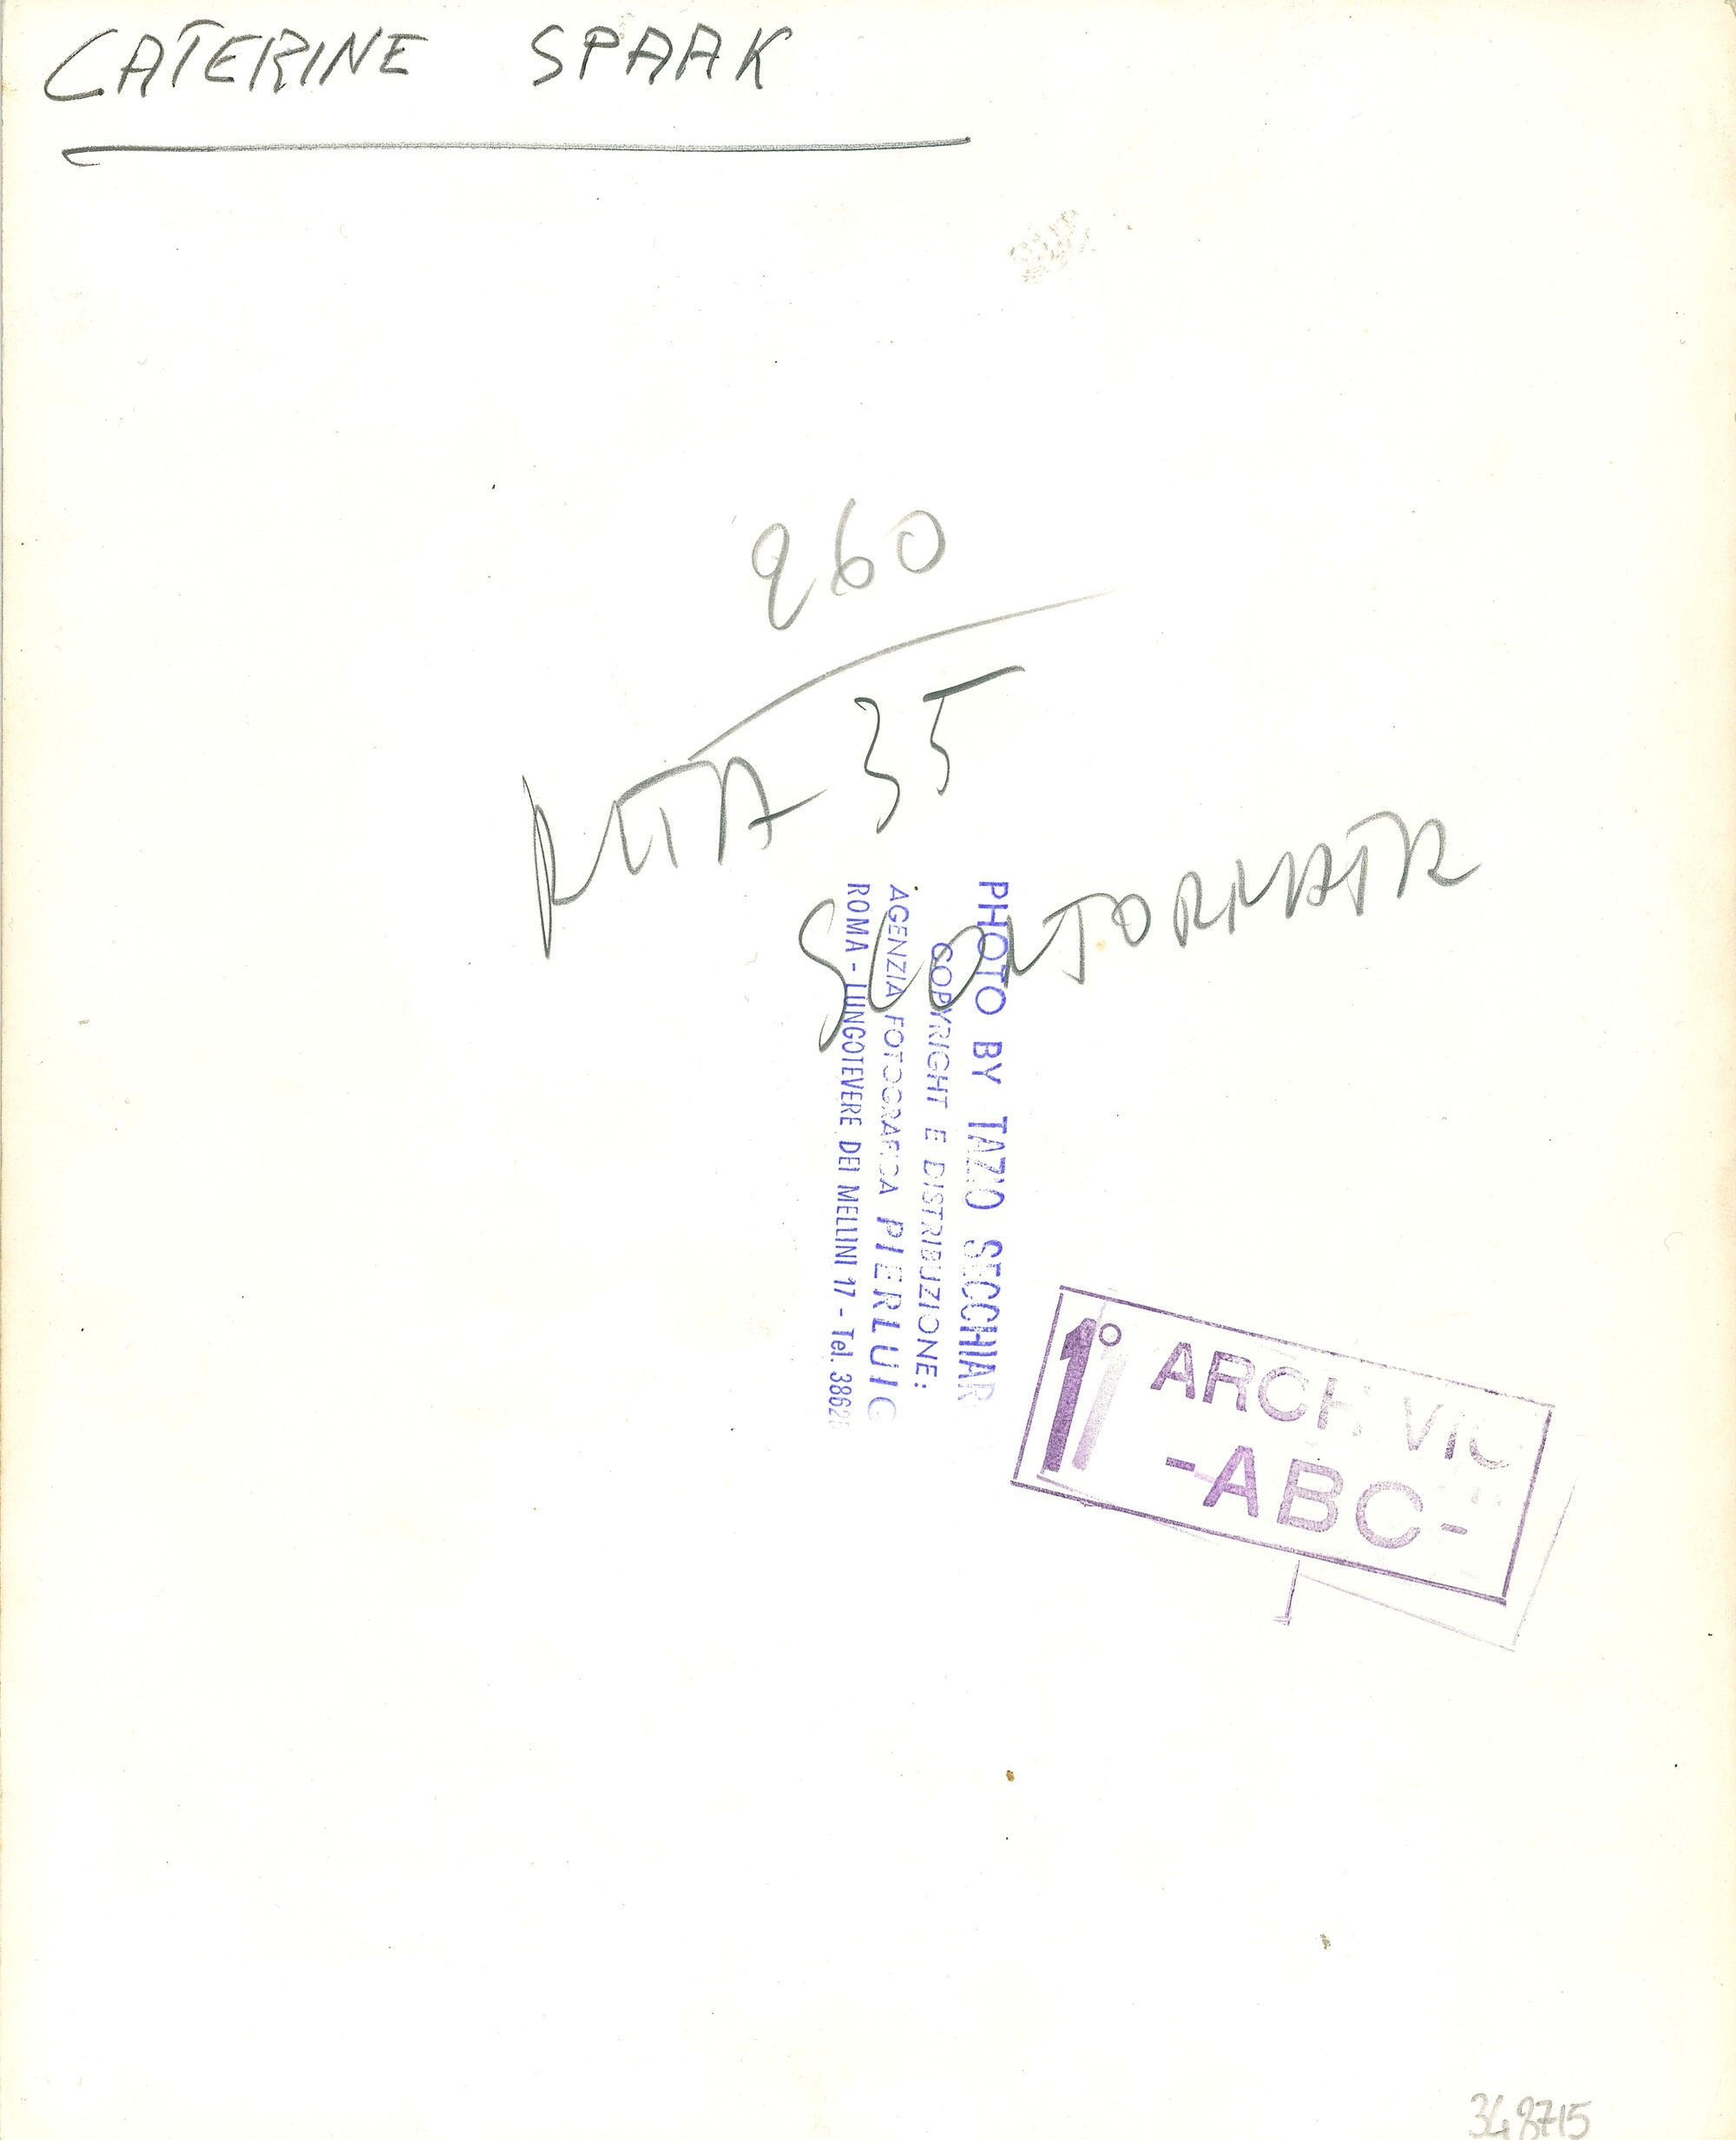 CATERINE SPAAK
260
RETA 35
SCONTORNATA
PHOTO BY TAZIO SECCHIAR
COPYRIGHT E DISTRIBUZIONE:
AGENZIA FOTOGRAFICA PIERLUIG
ROMA - LUNGOTEVERE DEI MELLINI 17 - Tel. 3862
1° ARCHIVIO
-ABC-
348715